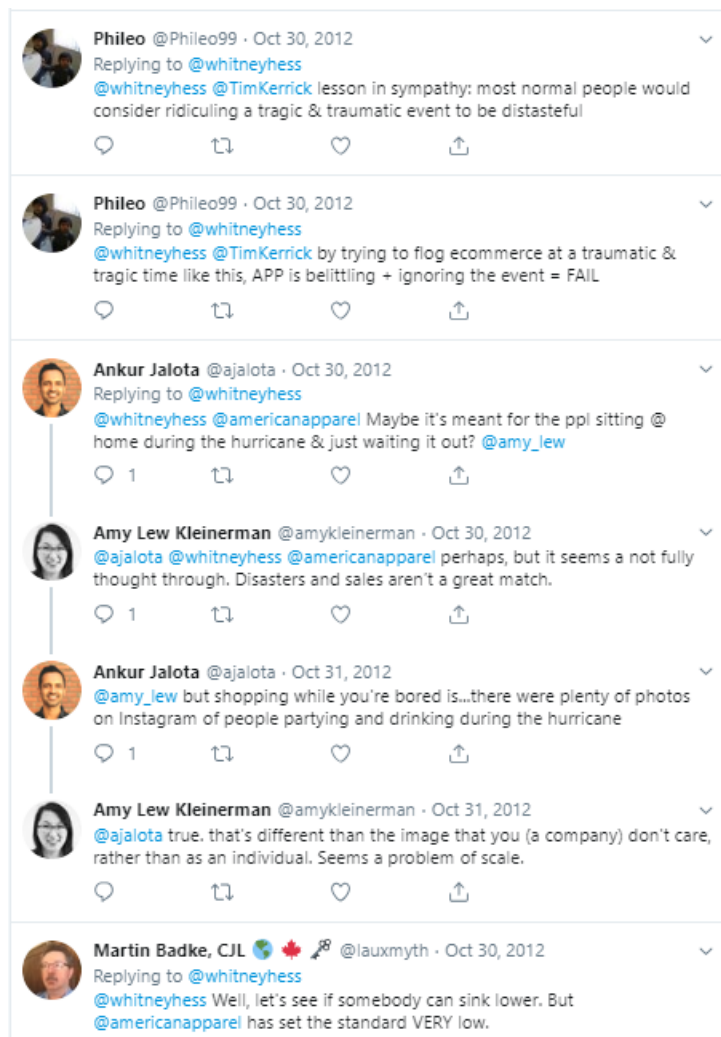 Phileo @Phileo99 · Oct 30, 2012
Replying to @whitneyhess
@whitneyhess @TimKerrick lesson in sympathy: most normal people would
consider ridiculing a tragic & traumatic event to be distasteful
Phileo @Phileo99 · Oct 30, 2012
Replying to @whitneyhess
@whitneyhess @TimKerrick by trying to flog ecommerce at a traumatic &
tragic time like this, APP is belittling + ignoring the event = FAIL
Ankur Jalota @ajalota · Oct 30, 2012
Replying to @whitneyhess
@whitneyhess @americanapparel Maybe it's meant for the ppl sitting @
home during the hurricane & just waiting it out? @amy_lew
1
Amy Lew Kleinerman @amykleinerman · Oct 30, 2012
@ajalota @whitneyhess @americanapparel perhaps, but it seems a not fully
thought through. Disasters and sales aren't a great match.
1
Ankur Jalota @ajalota · Oct 31, 2012
@amy_lew but shopping while you're bored is...there were plenty of photos
on Instagram of people partying and drinking during the hurricane
1
Amy Lew Kleinerman @amykleinerman · Oct 31, 2012
@ajalota true. that's different than the image that you (a company) don't care,
rather than as an individual. Seems a problem of scale.
Martin Badke, CJL 🌎 🍁 🗝 @lauxmyth · Oct 30, 2012
Replying to @whitneyhess
@whitneyhess Well, let's see if somebody can sink lower. But
@americanapparel has set the standard VERY low.